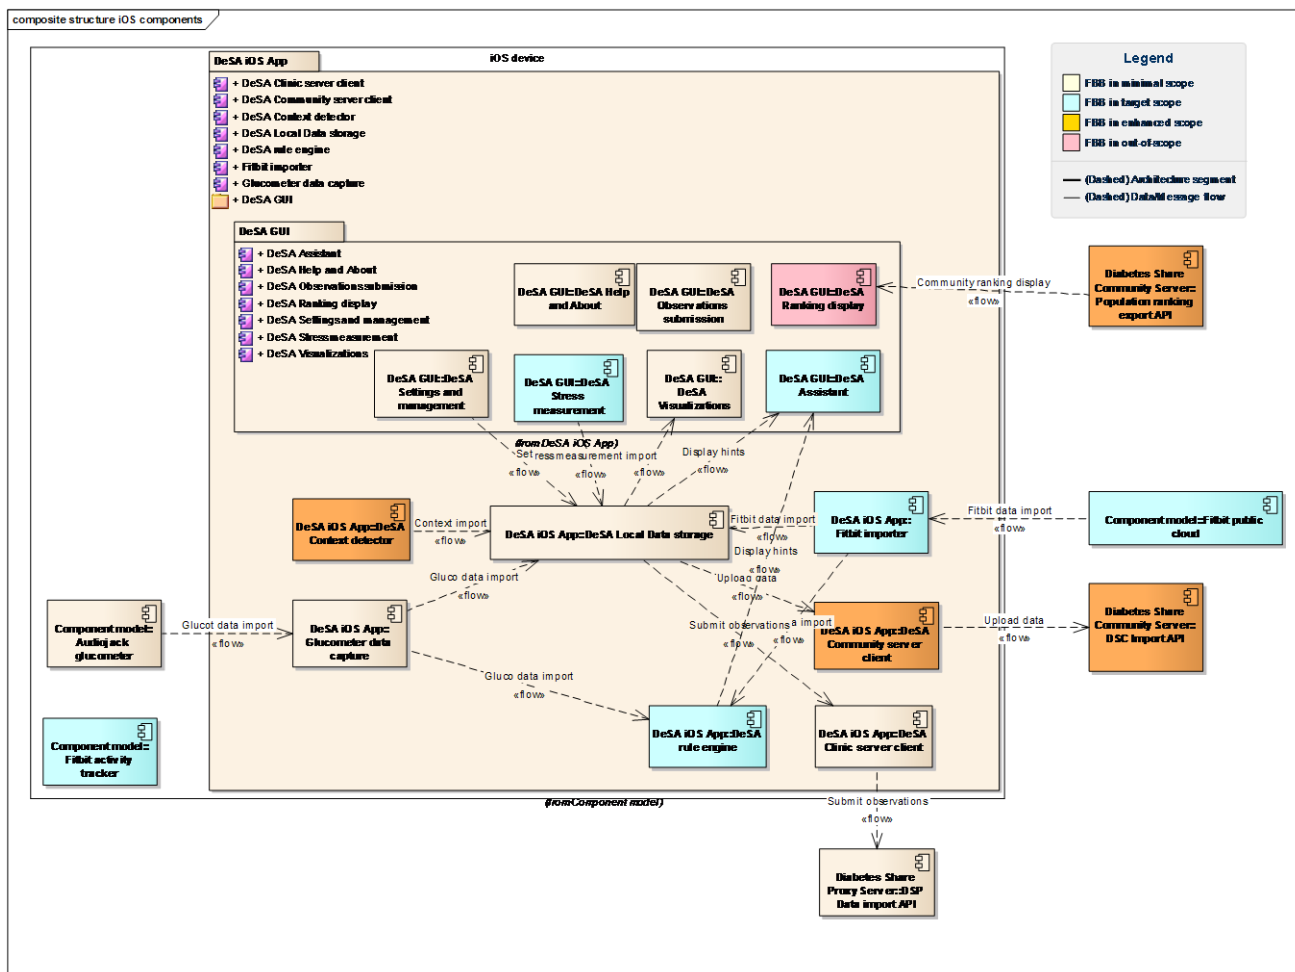 composite structure iOS components
iOS device
DeSA iOS App
+ DeSA Clinic server client
+ DeSA Community server client
+ DeSA Context detector
+ DeSA Local Data storage
+ DeSA rule engine
+ Fitbit importer
+ Glucometer data capture
+ DeSA GUI
DeSA GUI
+ DeSA Assistant
+ DeSA Help and About
+ DeSA Observations submission
+ DeSA Ranking display
+ DeSA Settings and management
+ DeSA Stress measurement
+ DeSA Visualizations
DeSA GUI::DeSA Help
and About
DeSA GUI::DeSA
Observations
submission
DeSA GUI::DeSA
Ranking display
DeSA GUI::DeSA
Settings and
management
DeSA GUI::DeSA
Stress
measurement
DeSA GUI::
DeSA
Visualizations
DeSA GUI::DeSA
Assistant
(from DeSA iOS App)
Legend
FBB in minimal scope
FBB in target scope
FBB in enhanced scope
FBB in out-of-scope
(Dashed) Architecture segment
(Dashed) Data/Message flow
Community ranking display
«flow»
Diabetes Share
Community Server::
Population ranking
export API
Set
ress measurement import
«flow»
«flow»
«flow»
Display hints
«flow»
DeSA iOS App::DeSA
Context detector
Context import
«flow»
DeSA iOS App::DeSA Local Data storage
Fitbit data import
«flow»
DeSA iOS App::
Fitbit importer
Fitbit data import
«flow»
Component model::Fitbit public
cloud
Display hints
«flow»
Gluco data import
«flow»
Upload data
«flow»
Component model::
Audiojack
glucometer
Glucot data import
«flow»
DeSA iOS App::
Glucometer data
capture
Submit observations
«flow»
a import
«flow»
DeSA iOS App::DeSA
Community server
client
Upload data
«flow»
Diabetes Share
Community Server::
DSC Import API
Gluco data import
«flow»
DeSA iOS App::DeSA
rule engine
DeSA iOS App::DeSA
Clinic server client
Component model::
Fitbit activity
tracker
(from Component model)
Submit observations
«flow»
Diabetes Share
Proxy Server::DSP
Data import API